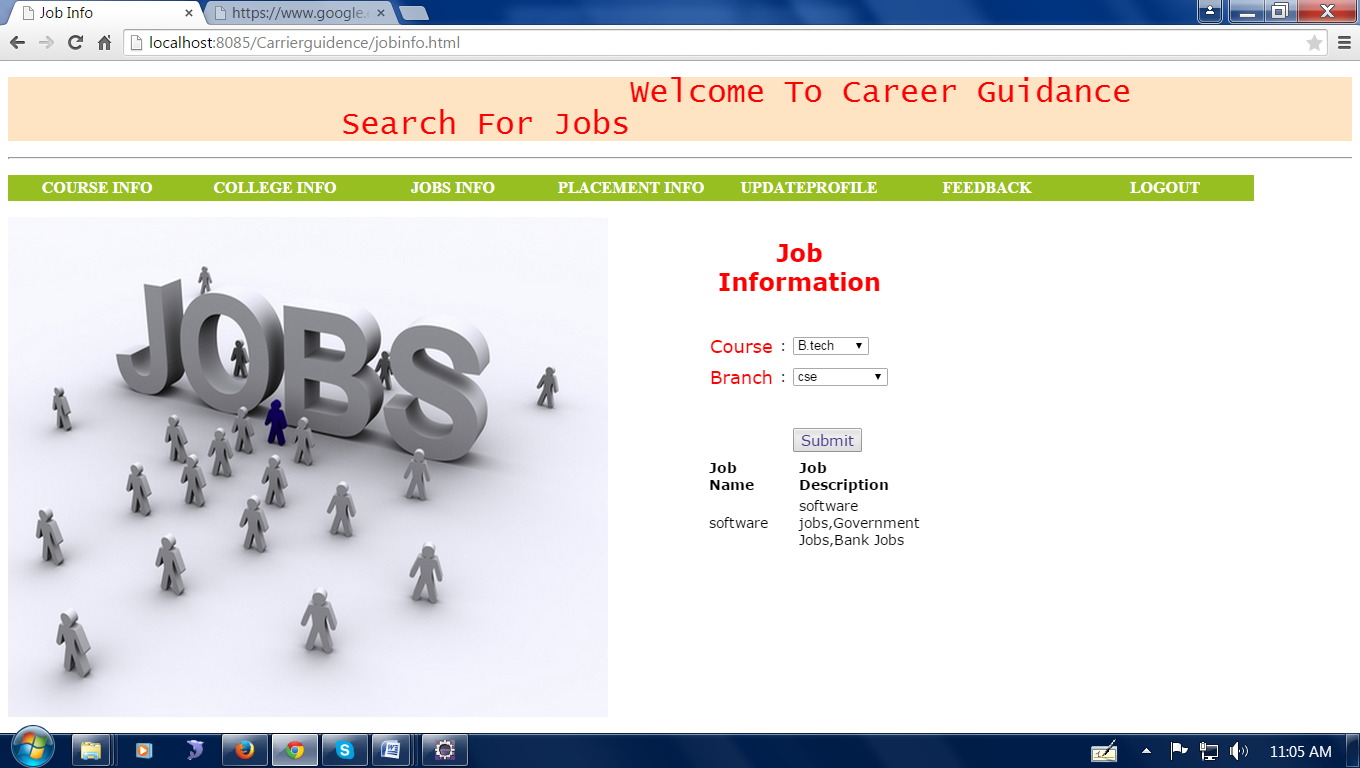 Job Info
https://www.google.
localhost:8085/Carrierguidence/jobinfo.html
Welcome To Career Guidance
Search For Jobs
COURSE INFO COLLEGE INFO JOBS INFO PLACEMENT INFO UPDATEPROFILE FEEDBACK LOGOUT
JOBS
Job
Information
Course : B.tech
Branch : cse
Submit
Job Job
Name Description
software
software jobs,Government
Jobs,Bank Jobs
11:05 AM